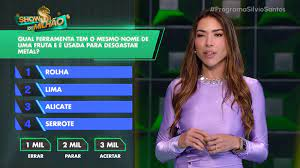 #ProgramaSilvioSantos
SHOW DO
MILHÃO
QUAL FERRAMENTA TEM O MESMO NOME DE
UMA FRUTA E É USADA PARA DESGASTAR
METAL?
1 ROLHA
2 LIMA
3 ALICATE
4 SERROTE
1 MIL 2 MIL 3 MIL
ERRAR PARAR ACERTAR